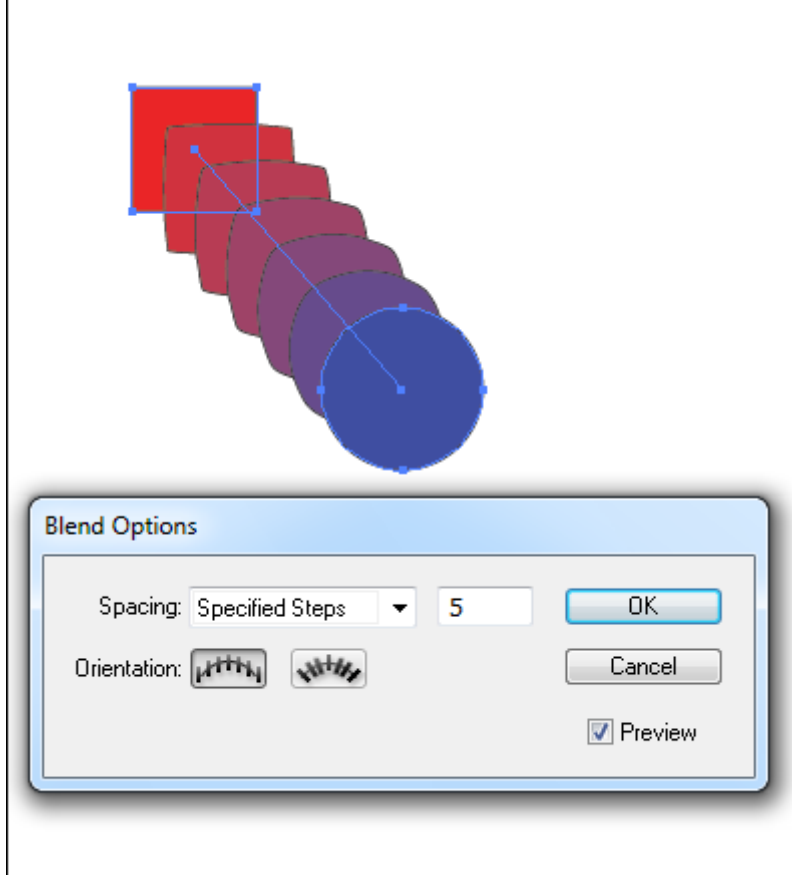 Blend Options
Spacing: Specified Steps 5 OK
Orientation: Cancel
Preview